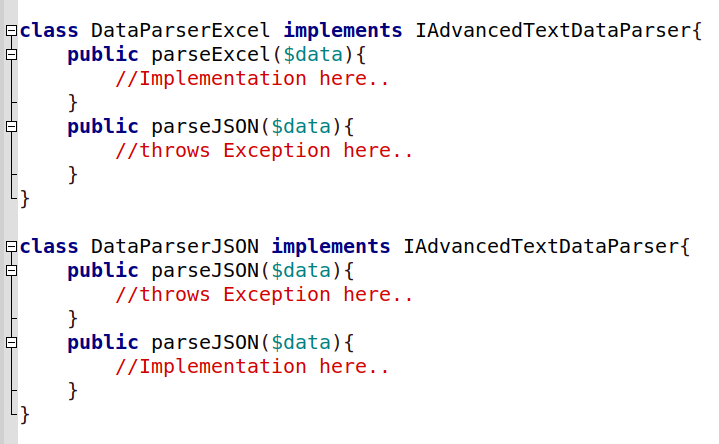 class DataParserExcel implements IAdvancedTextDataParser{
    public parseExcel($data){
        //Implementation here..
    }
    public parseJSON($data){
        //throws Exception here..
    }
}

class DataParserJSON implements IAdvancedTextDataParser{
    public parseJSON($data){
        //throws Exception here..
    }
    public parseJSON($data){
        //Implementation here..
    }
}